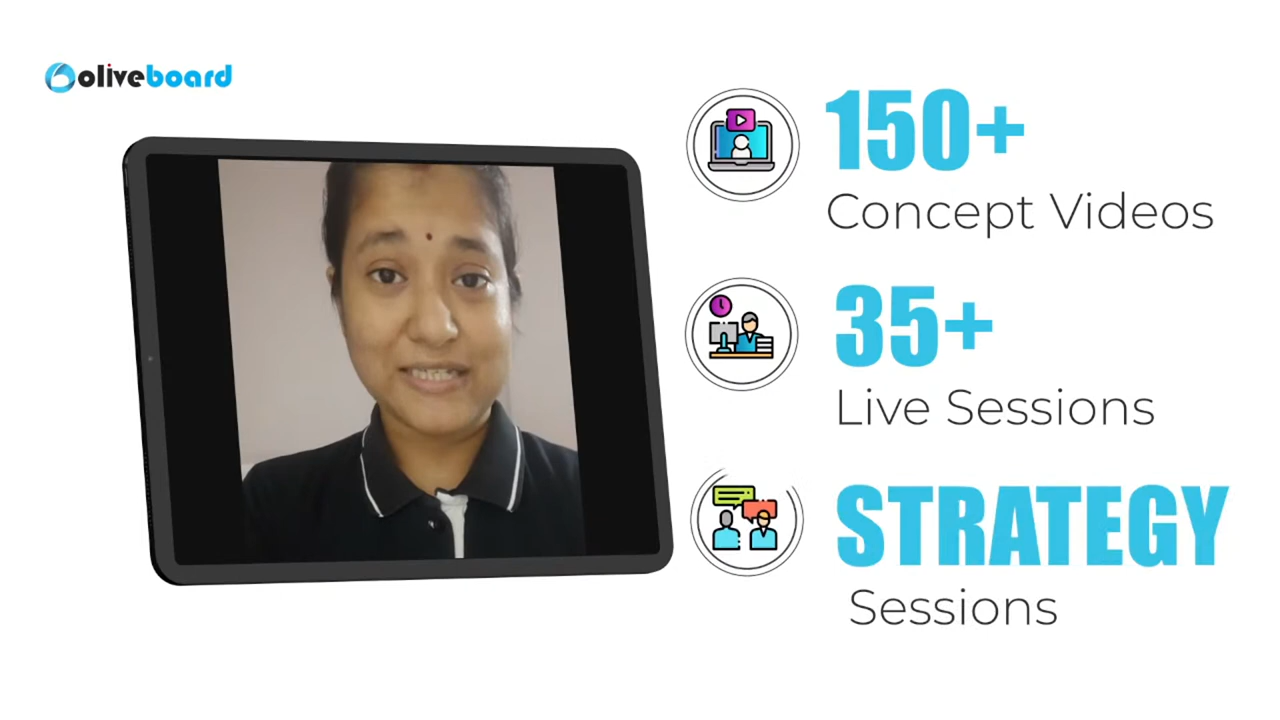 oliveboard
150+
Concept Videos
35+
Live Sessions
STRATEGY
Sessions